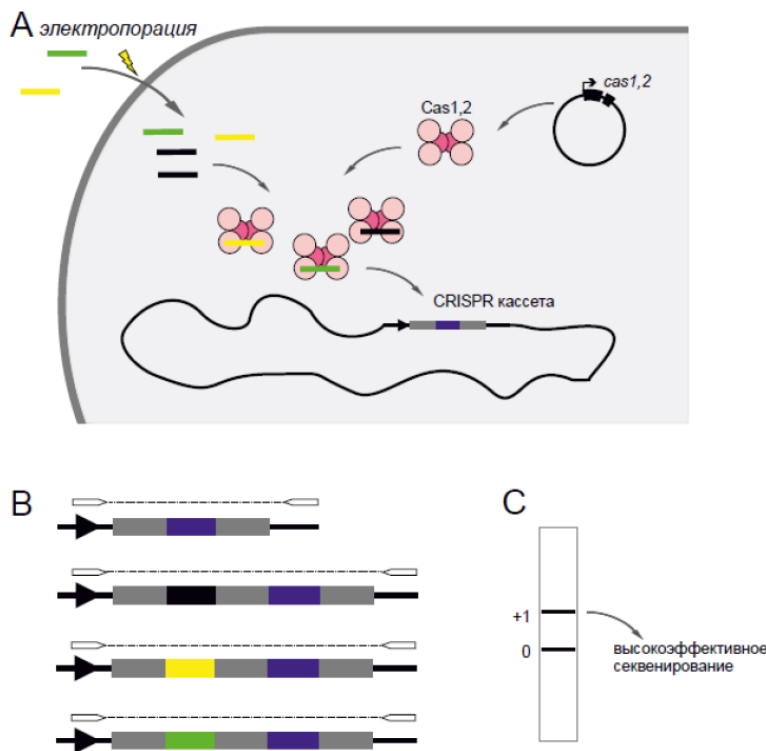 A
электропорация
cas1,2
Cas1,2
CRISPR кассета
B
C
+1
0
высокоэффективное
секвенирование